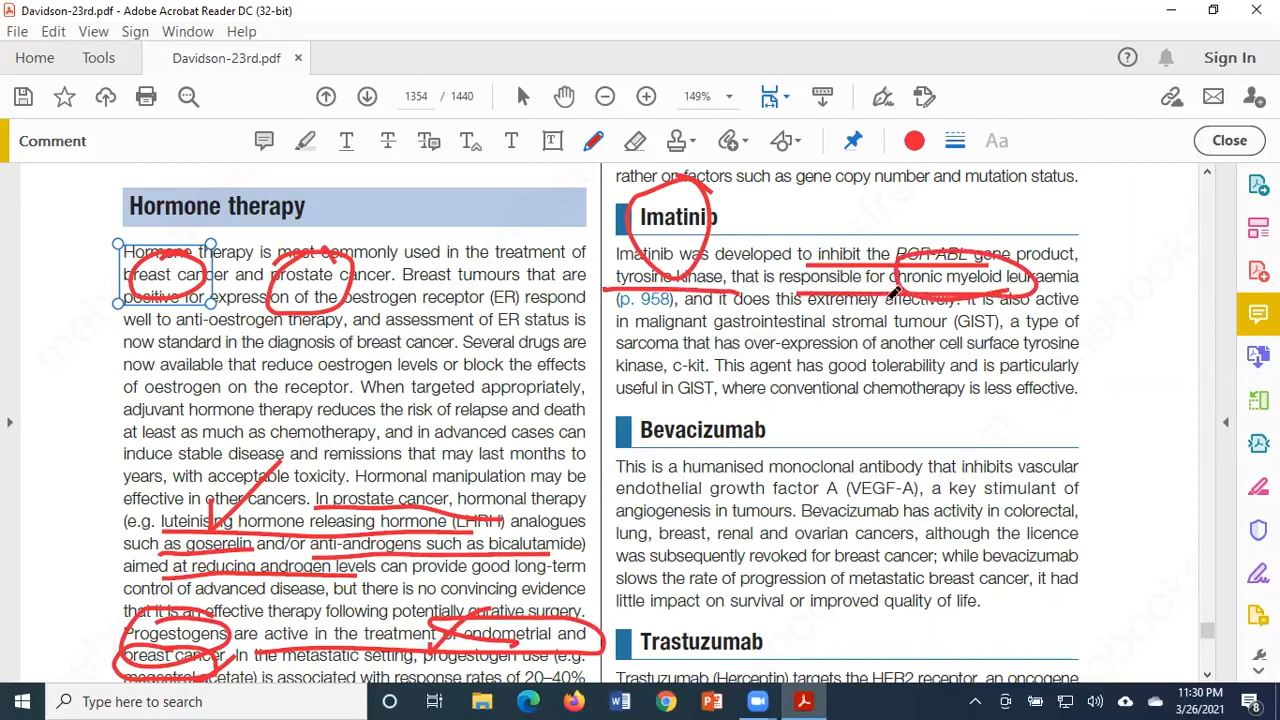 Davidson-23rd.pdf - Adobe Acrobat Reader DC (32-bit)
File Edit View Sign Window Help
Home Tools Davidson-23rd.pdf × Sign In
1354 / 1440 149%
Comment Aa Close
Hormone therapy
Hormone therapy is most commonly used in the treatment of
breast cancer and prostate cancer. Breast tumours that are
positive for expression of the oestrogen receptor (ER) respond
well to anti-oestrogen therapy, and assessment of ER status is
now standard in the diagnosis of breast cancer. Several drugs are
now available that reduce oestrogen levels or block the effects
of oestrogen on the receptor. When targeted appropriately,
adjuvant hormone therapy reduces the risk of relapse and death
at least as much as chemotherapy, and in advanced cases can
induce stable disease and remissions that may last months to
years, with acceptable toxicity. Hormonal manipulation may be
effective in other cancers. In prostate cancer, hormonal therapy
(e.g. luteinising hormone releasing hormone (LHRH) analogues
such as goserelin and/or anti-androgens such as bicalutamide)
aimed at reducing androgen levels can provide good long-term
control of advanced disease, but there is no convincing evidence
that it is an effective therapy following potentially curative surgery.
Progestogens are active in the treatment of endometrial and
breast cancer. In the metastatic setting, progestogen use (e.g.
megestrol acetate) is associated with response rates of 20–40%
rather on factors such as gene copy number and mutation status.
Imatinib
Imatinib was developed to inhibit the BCR-ABL gene product,
tyrosine kinase, that is responsible for chronic myeloid leukaemia
(p. 958), and it does this extremely effectively. It is also active
in malignant gastrointestinal stromal tumour (GIST), a type of
sarcoma that has over-expression of another cell surface tyrosine
kinase, c-kit. This agent has good tolerability and is particularly
useful in GIST, where conventional chemotherapy is less effective.
Bevacizumab
This is a humanised monoclonal antibody that inhibits vascular
endothelial growth factor A (VEGF-A), a key stimulant of
angiogenesis in tumours. Bevacizumab has activity in colorectal,
lung, breast, renal and ovarian cancers, although the licence
was subsequently revoked for breast cancer; while bevacizumab
slows the rate of progression of metastatic breast cancer, it had
little impact on survival or improved quality of life.
Trastuzumab
Trastuzumab (Herceptin) targets the HER2 receptor, an oncogene
Type here to search
11:30 PM
3/26/2021
8